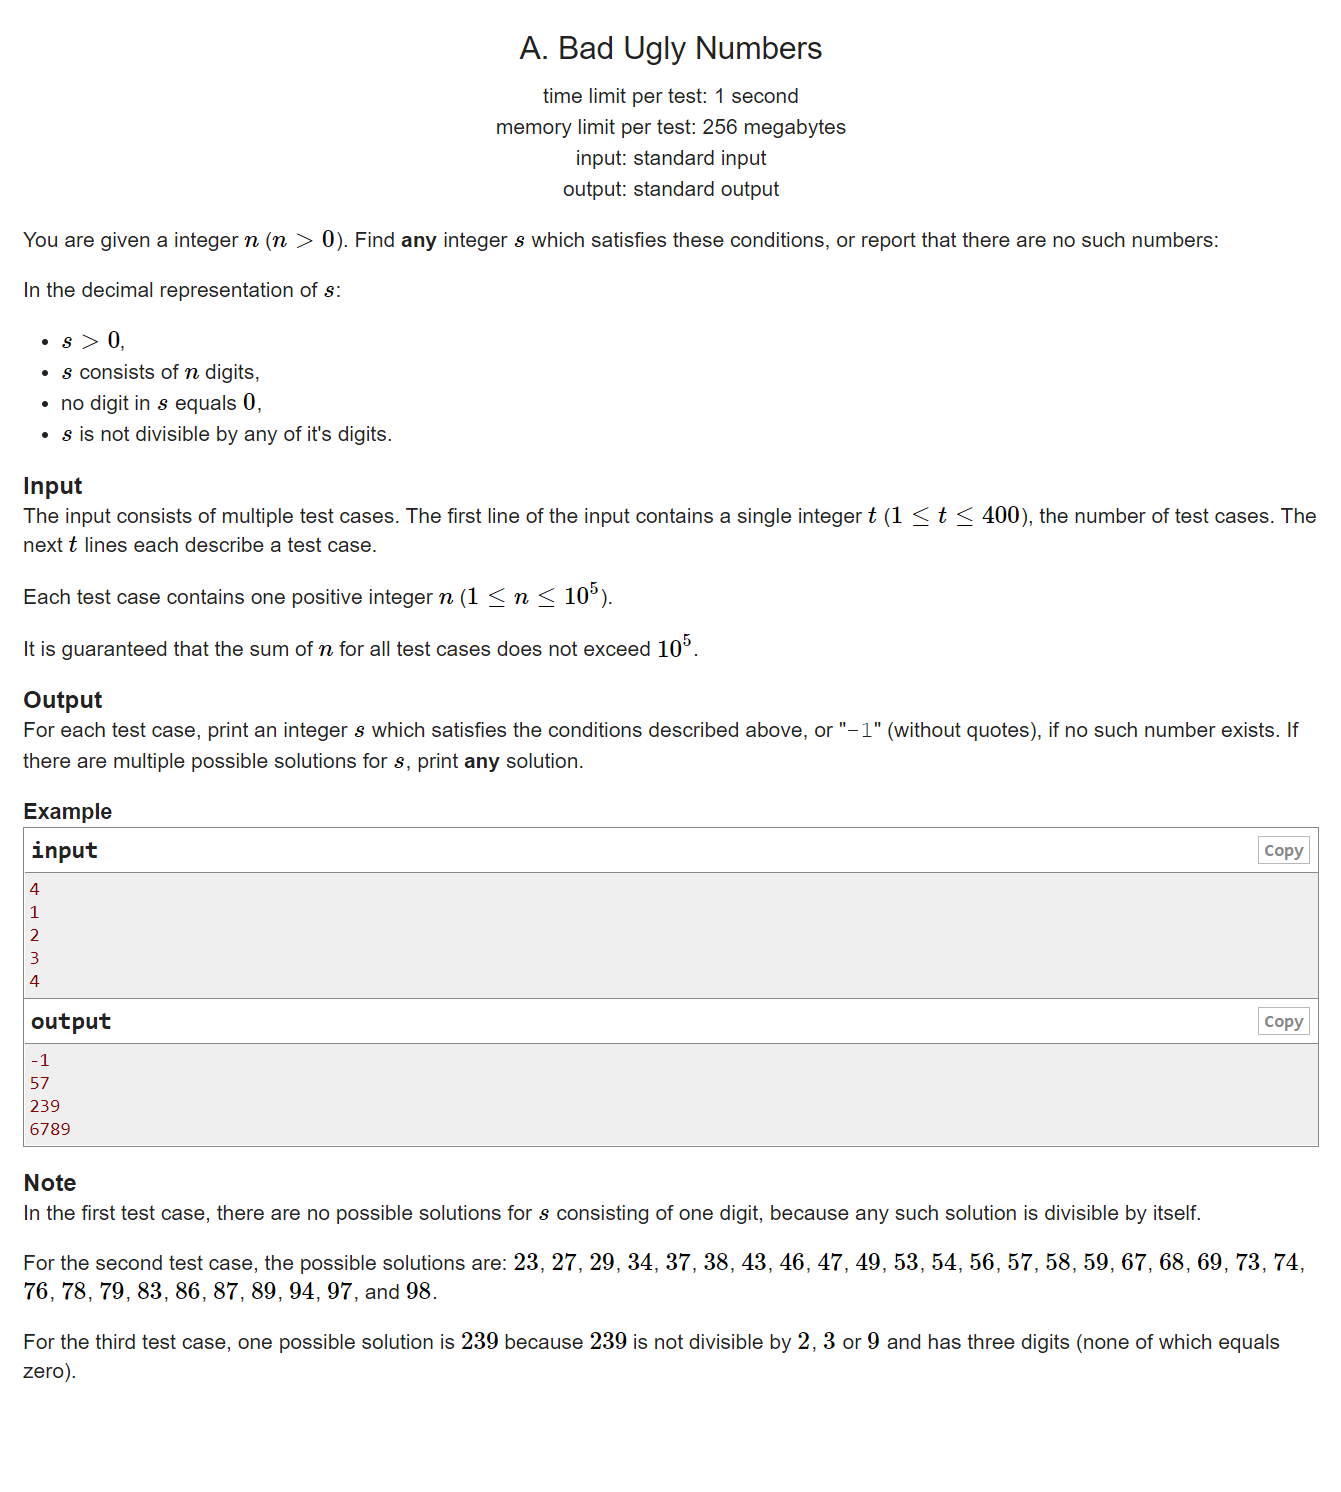 A. Bad Ugly Numbers
time limit per test: 1 second
memory limit per test: 256 megabytes
input: standard input
output: standard output
You are given a integer n (n > 0). Find any integer s which satisfies these conditions, or report that there are no such numbers:
In the decimal representation of s:
• s > 0,
• s consists of n digits,
• no digit in s equals 0,
• s is not divisible by any of it's digits.
Input
The input consists of multiple test cases. The first line of the input contains a single integer t (1 ≤ t ≤ 400), the number of test cases. The
next t lines each describe a test case.
Each test case contains one positive integer n (1 ≤ n ≤ 10^5).
It is guaranteed that the sum of n for all test cases does not exceed 10^5.
Output
For each test case, print an integer s which satisfies the conditions described above, or "-1" (without quotes), if no such number exists. If
there are multiple possible solutions for s, print any solution.
Example
input Copy
4
1
2
3
4
output Copy
-1
57
239
6789
Note
In the first test case, there are no possible solutions for s consisting of one digit, because any such solution is divisible by itself.
For the second test case, the possible solutions are: 23, 27, 29, 34, 37, 38, 43, 46, 47, 49, 53, 54, 56, 57, 58, 59, 67, 68, 69, 73, 74,
76, 78, 79, 83, 86, 87, 89, 94, 97, and 98.
For the third test case, one possible solution is 239 because 239 is not divisible by 2, 3 or 9 and has three digits (none of which equals
zero).